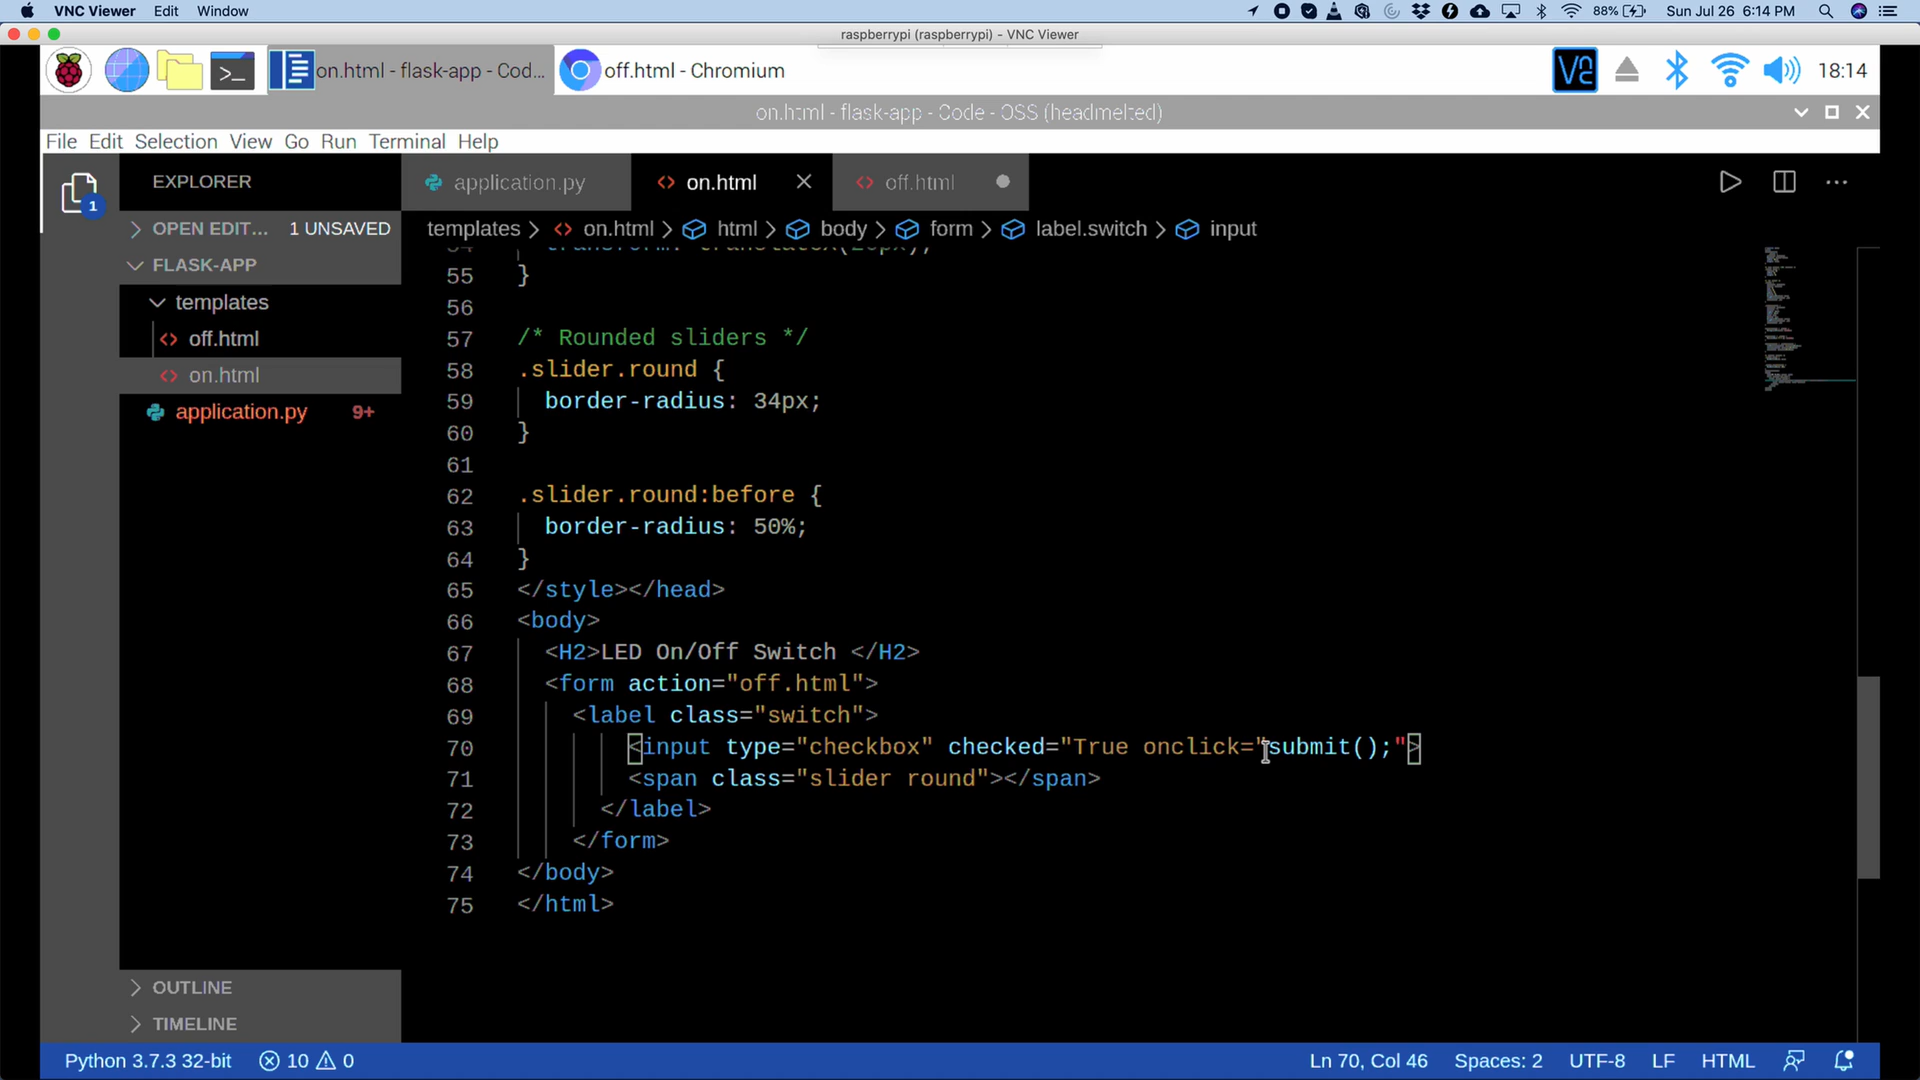 VNC Viewer Edit Window 88% Sun Jul 26 6:14 PM
raspberrypi (raspberrypi) - VNC Viewer
on.html - flask-app - Cod... off.html - Chromium 18:14
on.html - flask-app - Code - OSS (headmelted)
File Edit Selection View Go Run Terminal Help
EXPLORER application.py on.html off.html
OPEN EDIT... 1 UNSAVED templates > on.html > html > body > form > label.switch > input
FLASK-APP
templates
off.html
on.html
application.py 9+
OUTLINE
TIMELINE
55 }
56
57 /* Rounded sliders */
58 .slider.round {
59 border-radius: 34px;
60 }
61
62 .slider.round:before {
63 border-radius: 50%;
64 }
65 </style></head>
66 <body>
67 <H2>LED On/Off Switch </H2>
68 <form action="off.html">
69 <label class="switch">
70 <input type="checkbox" checked="True onclick="submit();">
71 <span class="slider round"></span>
72 </label>
73 </form>
74 </body>
75 </html>
Python 3.7.3 32-bit 10 0 Ln 70, Col 46 Spaces: 2 UTF-8 LF HTML